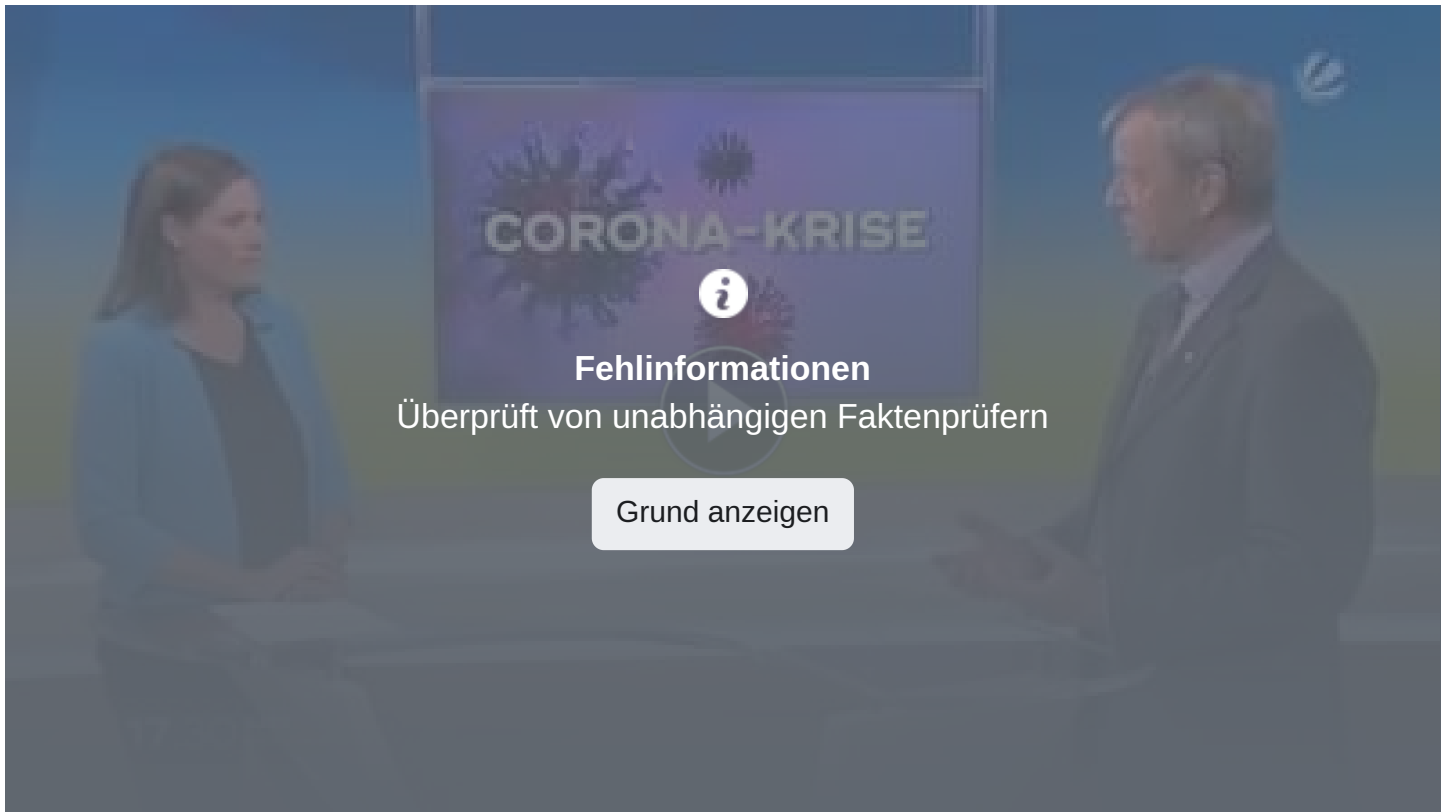 CORONA-KRISE
Fehlinformationen
Überprüft von unabhängigen Faktenprüfern
Grund anzeigen